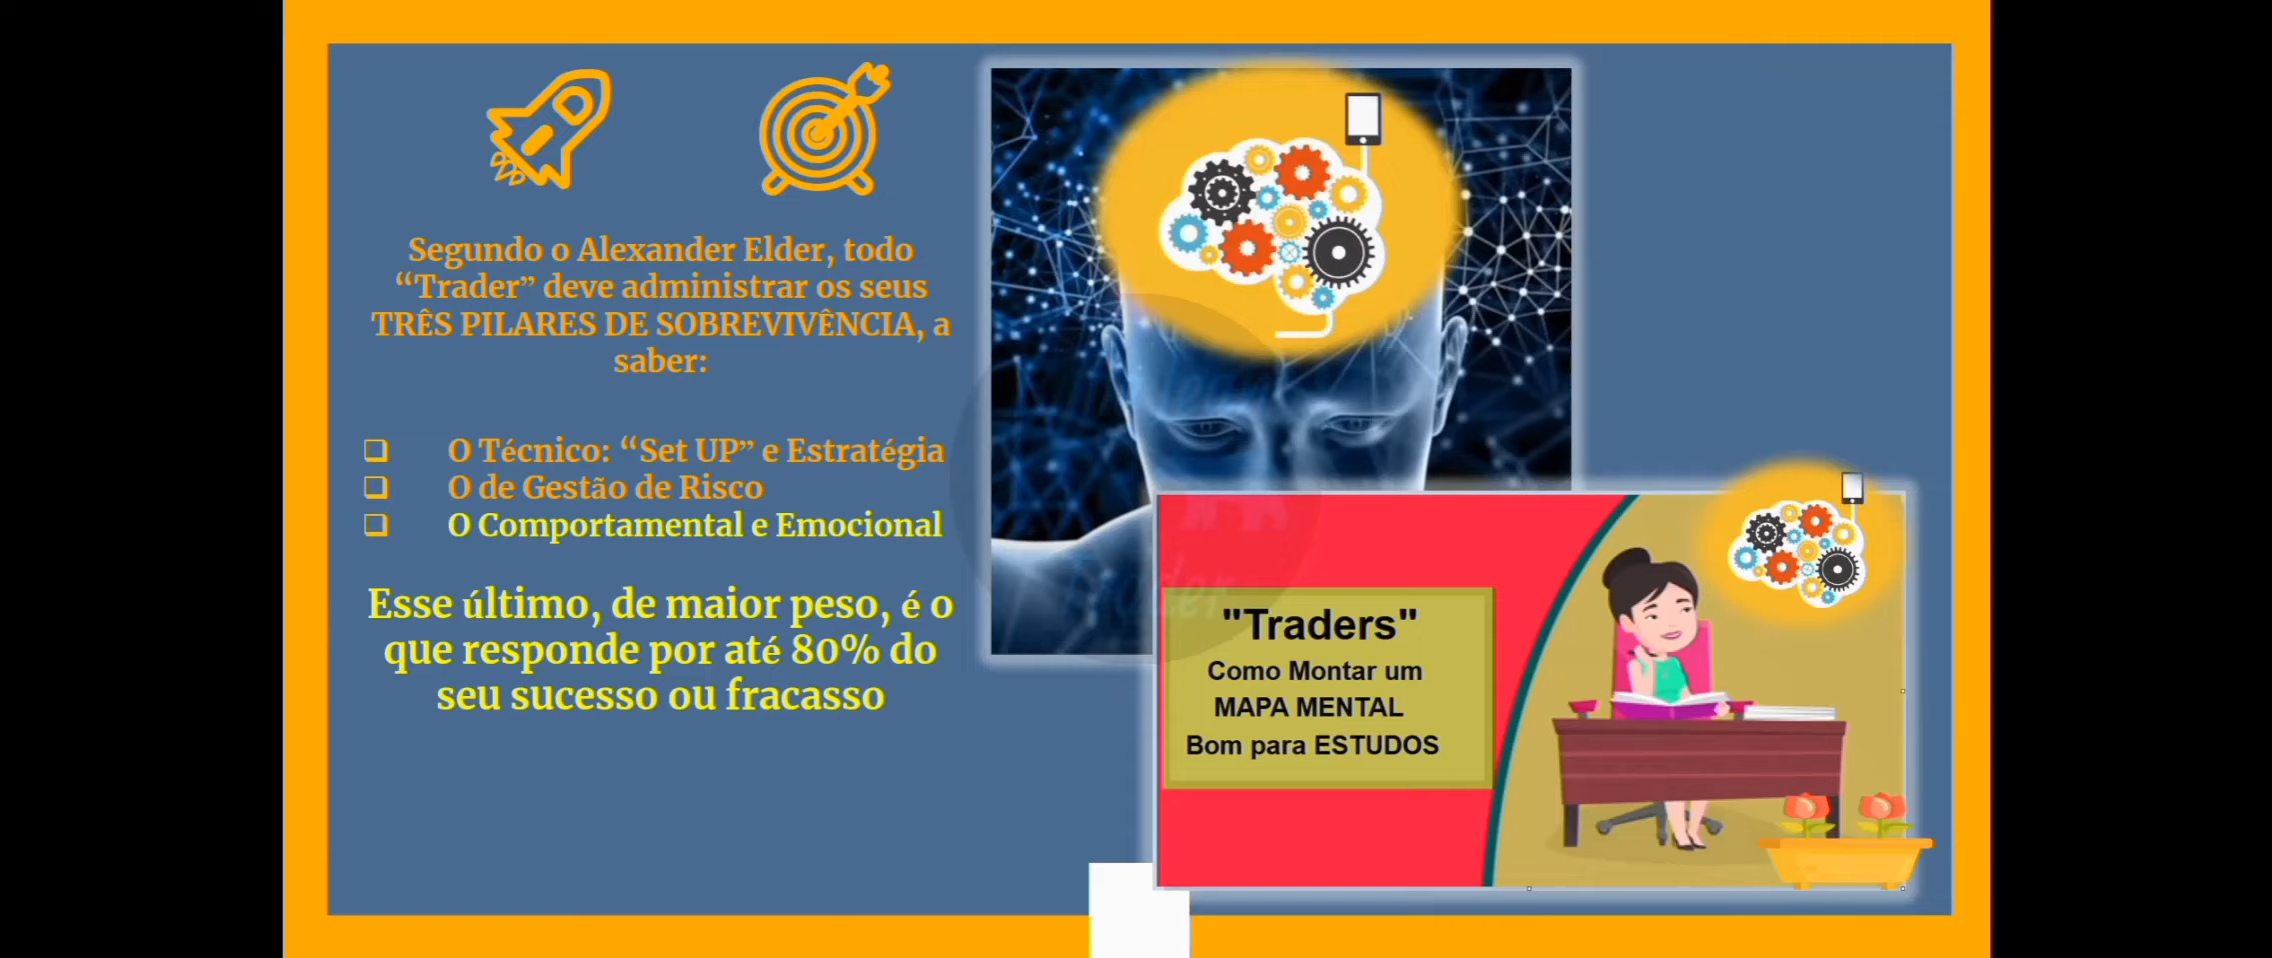 Segundo o Alexander Elder, todo
“Trader” deve administrar os seus
TRÊS PILARES DE SOBREVIVÊNCIA, a
saber:
O Técnico: “Set UP” e Estratégia
O de Gestão de Risco
O Comportamental e Emocional
Esse último, de maior peso, é o
que responde por até 80% do
seu sucesso ou fracasso
"Traders"
Como Montar um
MAPA MENTAL
Bom para ESTUDOS